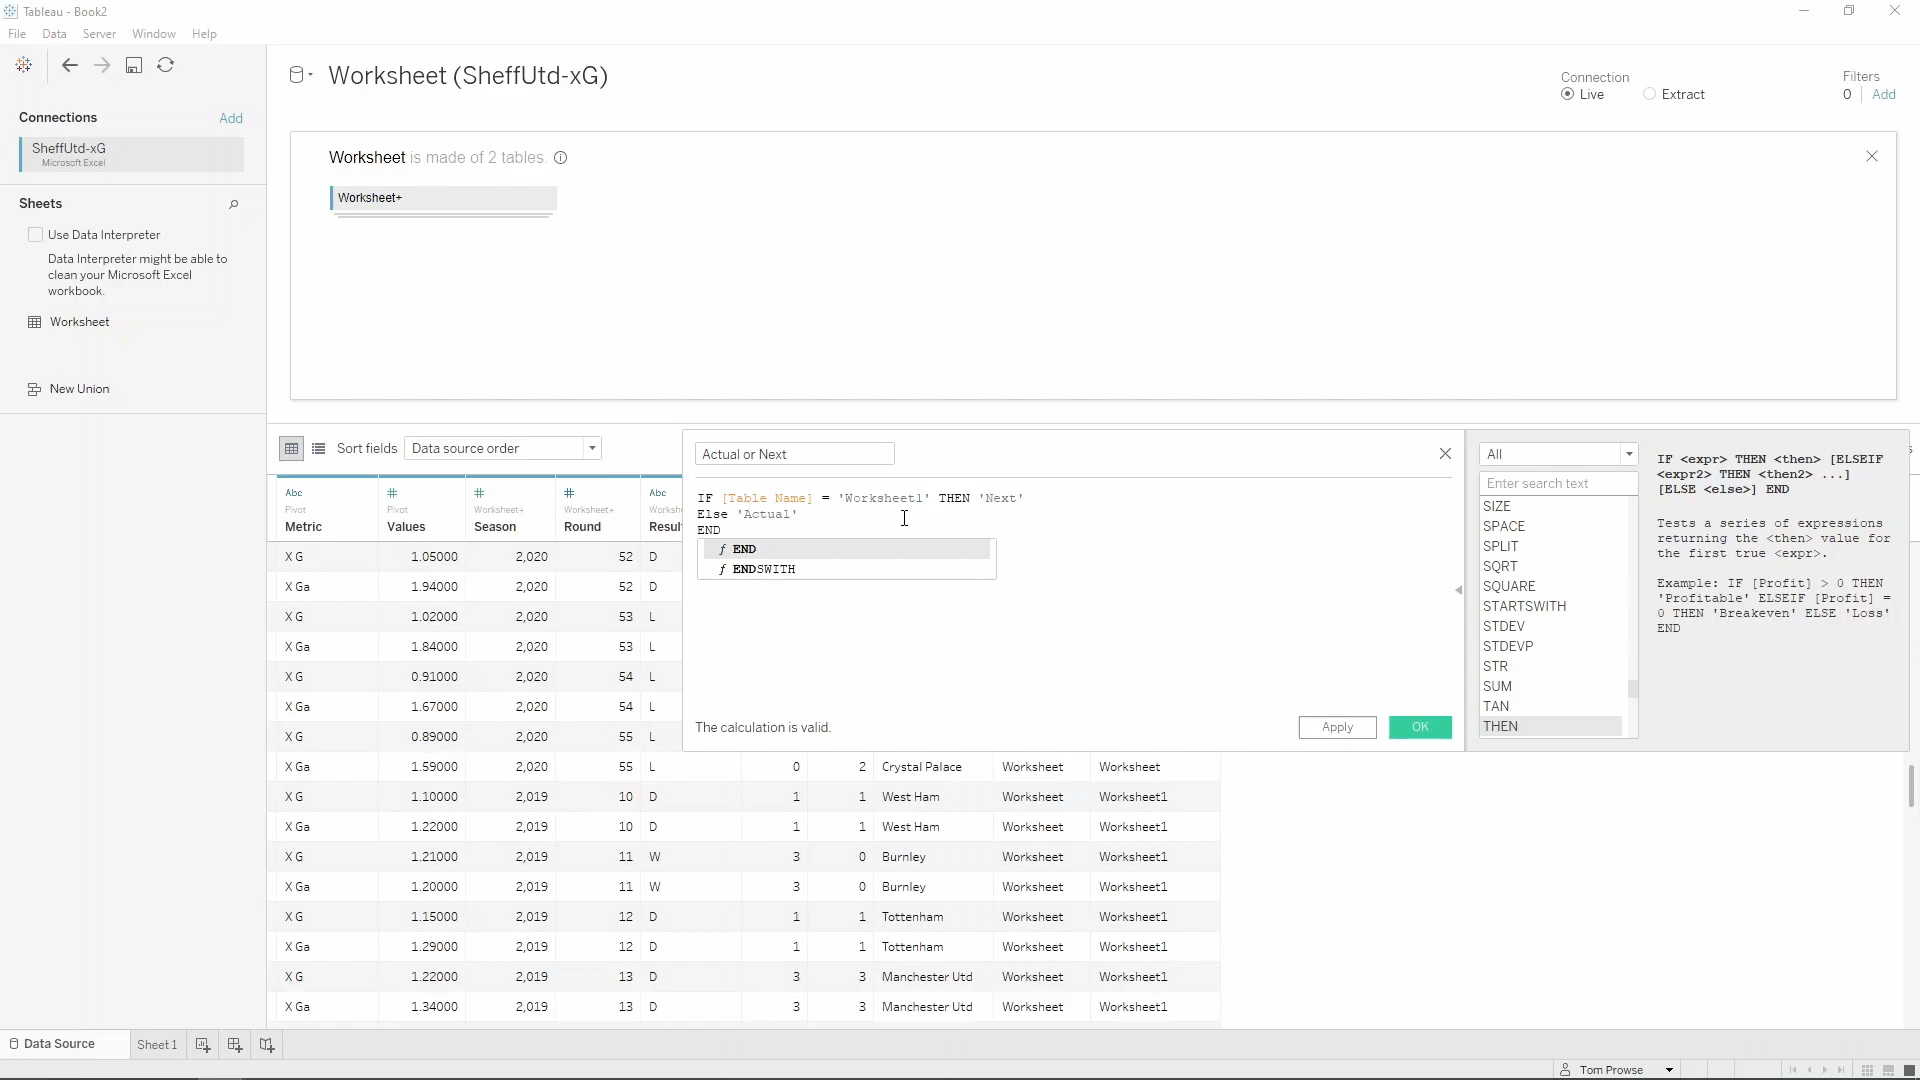 Tableau - Book2
File Data Server Window Help
Connections Add
SheffUtd-xG
Microsoft Excel
Sheets
Use Data Interpreter
Data Interpreter might be able to
clean your Microsoft Excel
workbook.
Worksheet
New Union
Worksheet (SheffUtd-xG)
Connection
Live Extract
Filters
0 Add
Worksheet is made of 2 tables.
Worksheet+
Sort fields Data source order
Abc # # # Abc
Pivot Pivot Worksheet+ Worksheet+
Metric Values Season Round
X G 1.05000 2,020 52 D
X Ga 1.94000 2,020 52 D
X G 1.02000 2,020 53 L
X Ga 1.84000 2,020 53 L
X G 0.91000 2,020 54 L
X Ga 1.67000 2,020 54 L
X G 0.89000 2,020 55 L
X Ga 1.59000 2,020 55 L 0 2 Crystal Palace Worksheet Worksheet
X G 1.10000 2,019 10 D 1 1 West Ham Worksheet Worksheet1
X Ga 1.22000 2,019 10 D 1 1 West Ham Worksheet Worksheet1
X G 1.21000 2,019 11 W 3 0 Burnley Worksheet Worksheet1
X Ga 1.20000 2,019 11 W 3 0 Burnley Worksheet Worksheet1
X G 1.15000 2,019 12 D 1 1 Tottenham Worksheet Worksheet1
X Ga 1.29000 2,019 12 D 1 1 Tottenham Worksheet Worksheet1
X G 1.22000 2,019 13 D 3 3 Manchester Utd Worksheet Worksheet1
X Ga 1.34000 2,019 13 D 3 3 Manchester Utd Worksheet Worksheet1
Actual or Next
IF [Table Name] = 'Worksheet1' THEN 'Next'
Else 'Actual'
END
f END
f ENDSWITH
The calculation is valid.
Apply OK
All
Enter search text
SIZE
SPACE
SPLIT
SQRT
SQUARE
STARTSWITH
STDEV
STDEVP
STR
SUM
TAN
THEN
IF <expr> THEN <then> [ELSEIF
<expr2> THEN <then2> ...]
[ELSE <else>] END
Tests a series of expressions
returning the <then> value for
the first true <expr>.
Example: IF [Profit] > 0 THEN
'Profitable' ELSEIF [Profit] =
0 THEN 'Breakeven' ELSE 'Loss'
END
Data Source Sheet 1
Tom Prowse